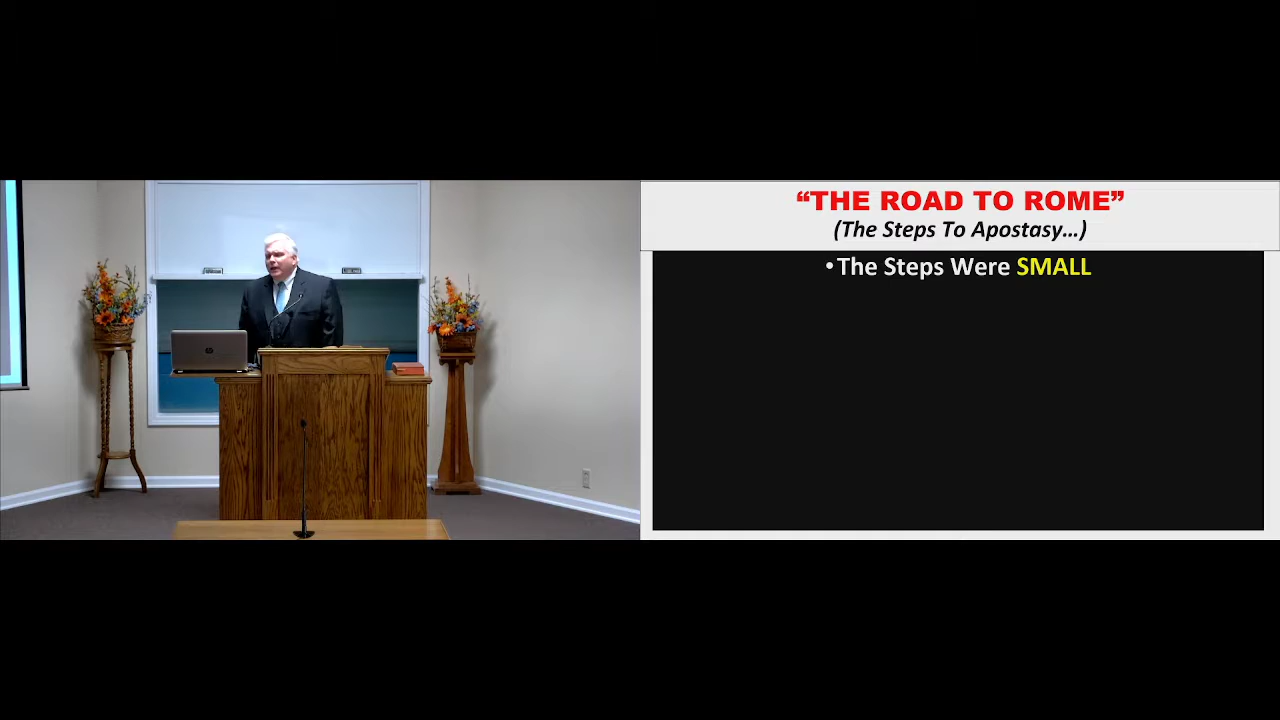 “THE ROAD TO ROME”
(The Steps To Apostasy…)
•The Steps Were SMALL